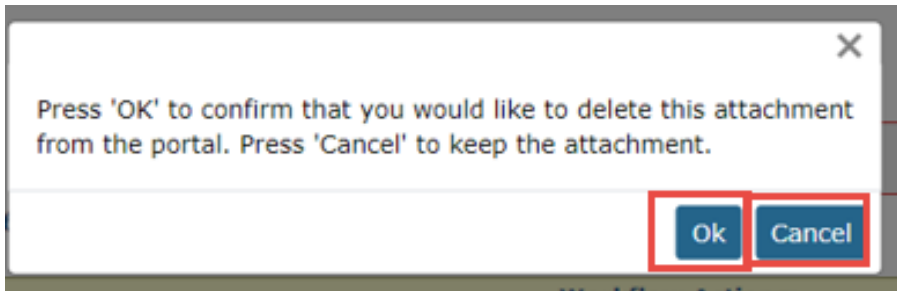 Press 'OK' to confirm that you would like to delete this attachment
from the portal. Press 'Cancel' to keep the attachment.
Ok Cancel